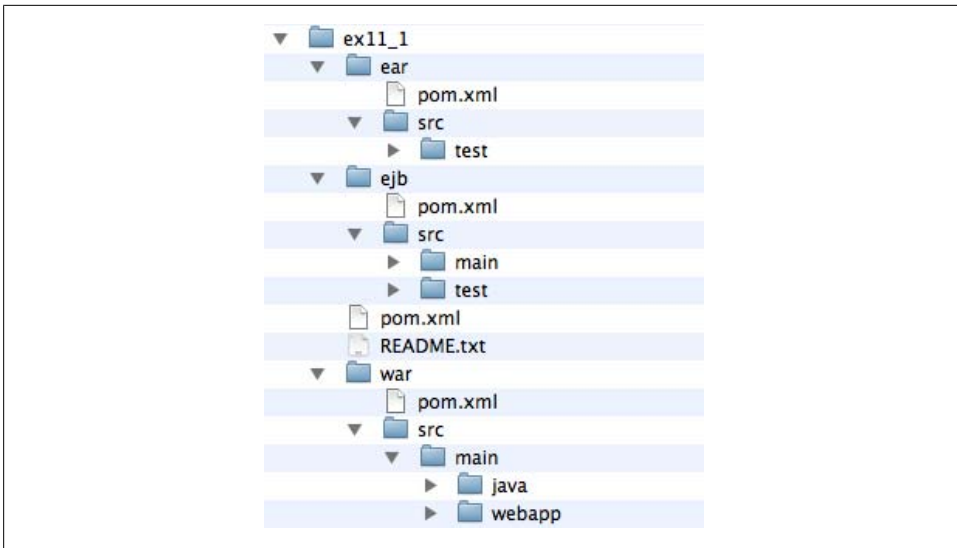 ex11_1
ear
pom.xml
src
test
ejb
pom.xml
src
main
test
pom.xml
README.txt
war
pom.xml
src
main
java
webapp